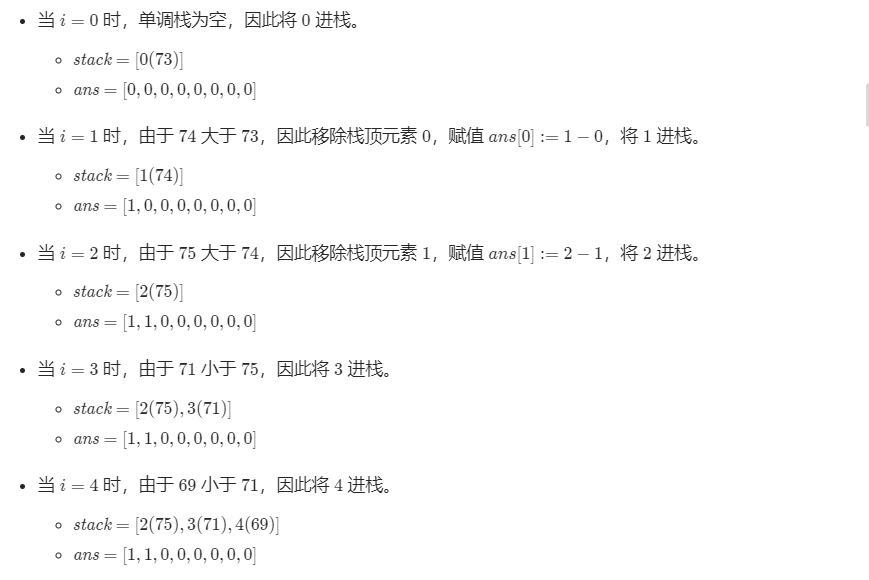 当 i = 0 时，单调栈为空，因此将 0 进栈。
stack = [0(73)]
ans = [0, 0, 0, 0, 0, 0, 0, 0]
当 i = 1 时，由于 74 大于 73，因此移除栈顶元素 0，赋值 ans[0] := 1 − 0，将 1 进栈。
stack = [1(74)]
ans = [1, 0, 0, 0, 0, 0, 0, 0]
当 i = 2 时，由于 75 大于 74，因此移除栈顶元素 1，赋值 ans[1] := 2 − 1，将 2 进栈。
stack = [2(75)]
ans = [1, 1, 0, 0, 0, 0, 0, 0]
当 i = 3 时，由于 71 小于 75，因此将 3 进栈。
stack = [2(75), 3(71)]
ans = [1, 1, 0, 0, 0, 0, 0, 0]
当 i = 4 时，由于 69 小于 71，因此将 4 进栈。
stack = [2(75), 3(71), 4(69)]
ans = [1, 1, 0, 0, 0, 0, 0, 0]